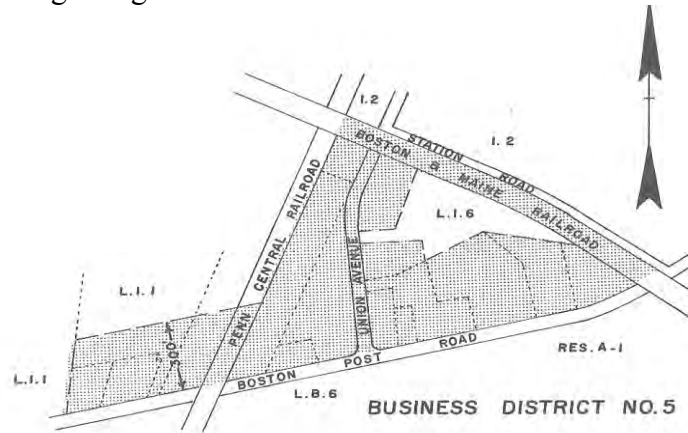 I.2
BOSTON & MAINE RAILROAD
STATION ROAD
I. 2
PENN CENTRAL RAILROAD
L.I.6
UNION AVENUE
L.I.1
300'
L.I.1
BOSTON POST ROAD
RES. A-1
L.B.6
BUSINESS DISTRICT NO.5